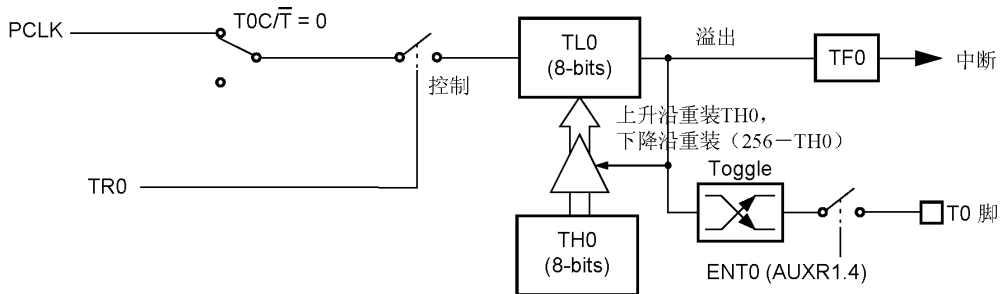 T0C/T̅ = 0
PCLK
TL0
(8-bits)
溢出
TF0
中断
控制
上升沿重装TH0，
下降沿重装（256－TH0）
Toggle
TR0
T0 脚
TH0
(8-bits)
ENT0 (AUXR1.4)